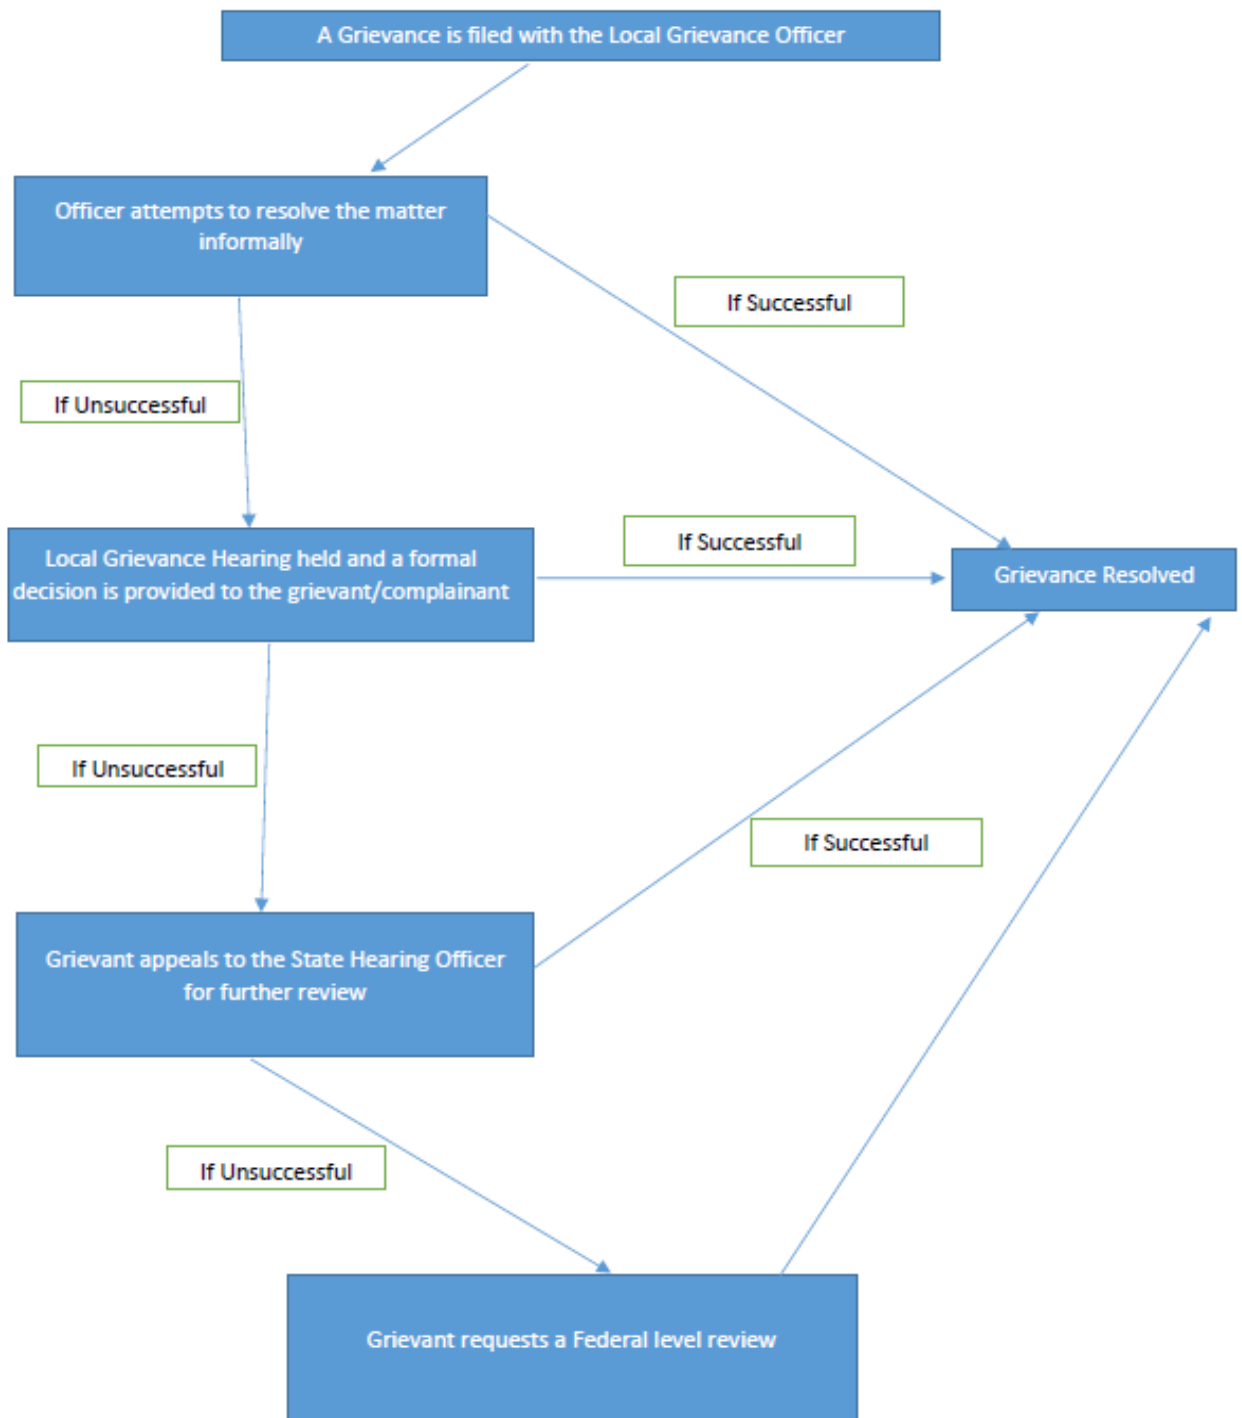 A Grievance is filed with the Local Grievance Officer
Officer attempts to resolve the matter
informally
If Successful
If Unsuccessful
Local Grievance Hearing held and a formal
decision is provided to the grievant/complainant
If Successful
Grievance Resolved
If Unsuccessful
If Successful
Grievant appeals to the State Hearing Officer
for further review
If Unsuccessful
Grievant requests a Federal level review